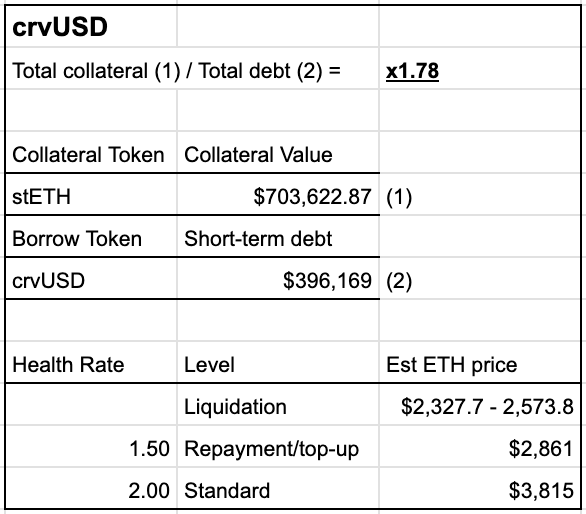 crvUSD
Total collateral (1) / Total debt (2) = x1.78
Collateral Token Collateral Value
stETH $703,622.87 (1)
Borrow Token Short-term debt
crvUSD $396,169 (2)
Health Rate Level Est ETH price
Liquidation $2,327.7 - 2,573.8
1.50 Repayment/top-up $2,861
2.00 Standard $3,815